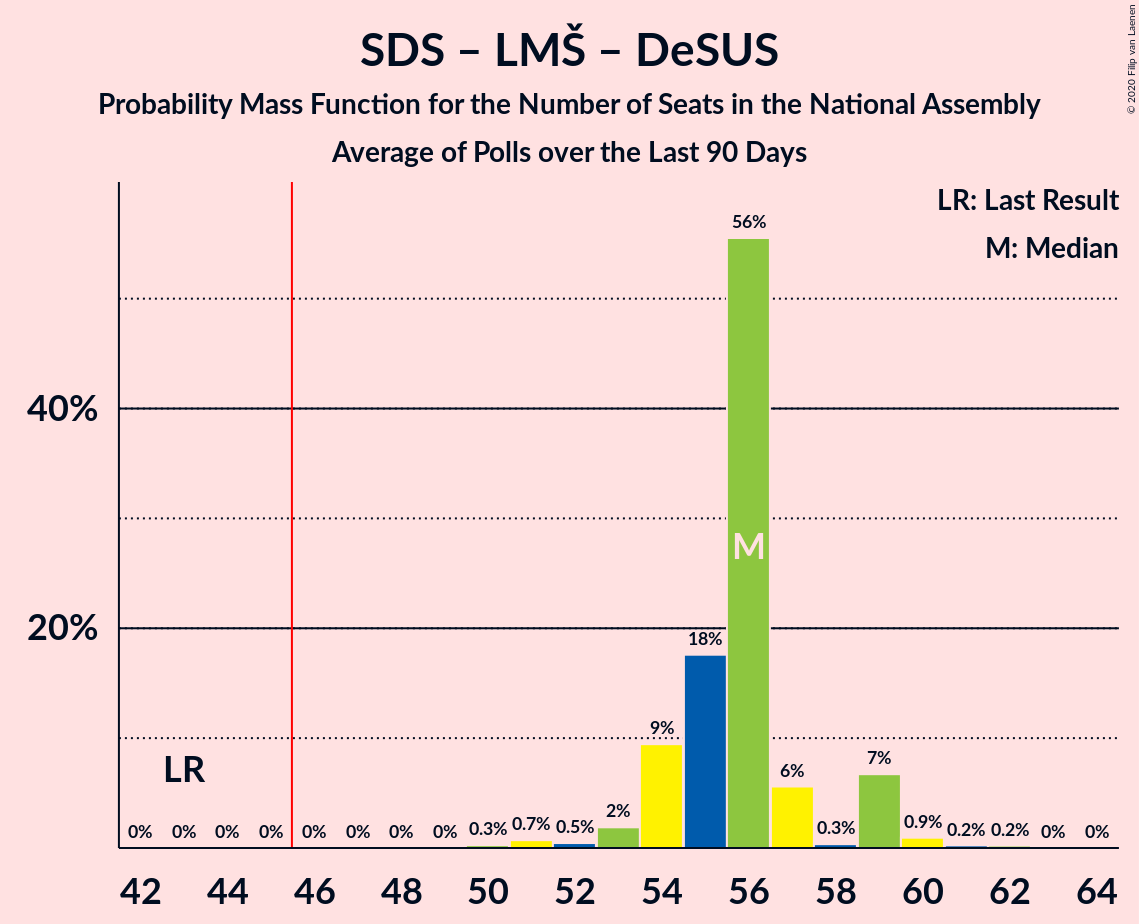 SDS – LMŠ – DeSUS
Probability Mass Function for the Number of Seats in the National Assembly
Average of Polls over the Last 90 Days
© 2020 Filip van Laenen
LR: Last Result
M: Median
56%
40%
M
20%
18%
9%
LR
7%
6%
2%
0% 0% 0% 0% 0% 0% 0% 0% 0.3% 0.7% 0.5% 0.3% 0.9% 0.2% 0.2% 0% 0%
42 44 46 48 50 52 54 56 58 60 62 64